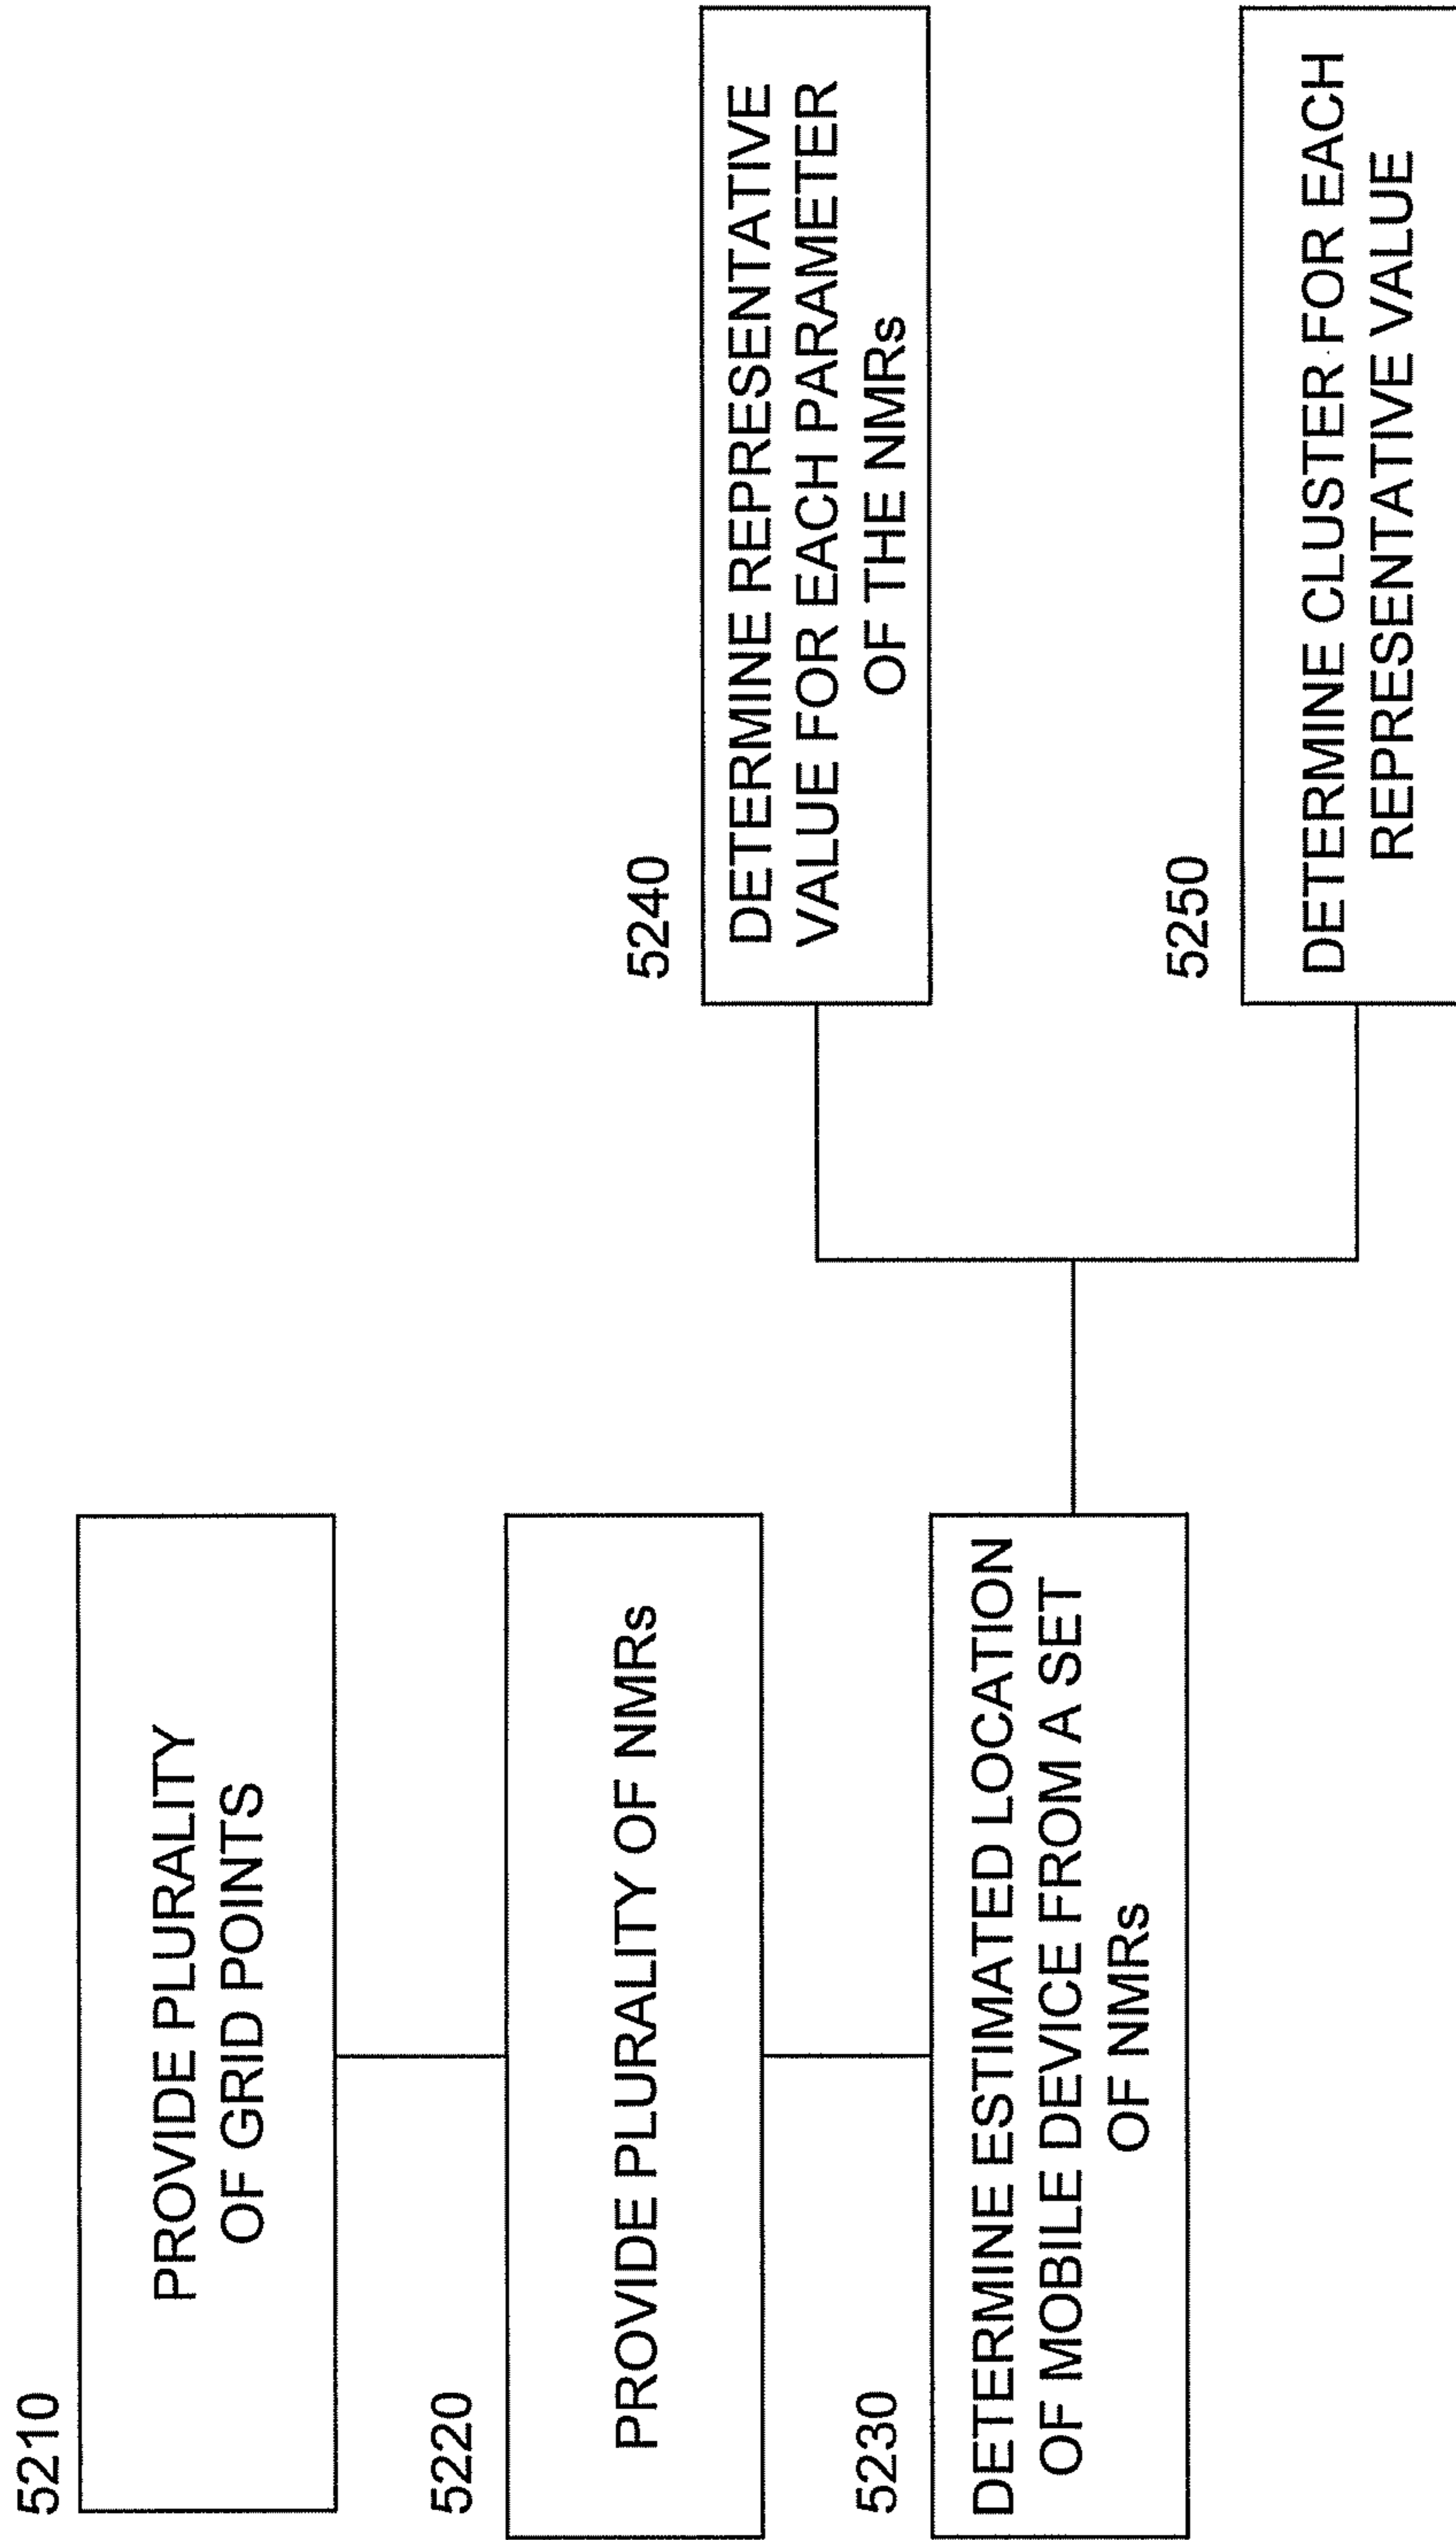 5210
PROVIDE PLURALITY
OF GRID POINTS
5220
PROVIDE PLURALITY OF NMRs
5230
DETERMINE ESTIMATED LOCATION
OF MOBILE DEVICE FROM A SET
OF NMRs
5240
DETERMINE REPRESENTATIVE
VALUE FOR EACH PARAMETER
OF THE NMRs
5250
DETERMINE CLUSTER FOR EACH
REPRESENTATIVE VALUE